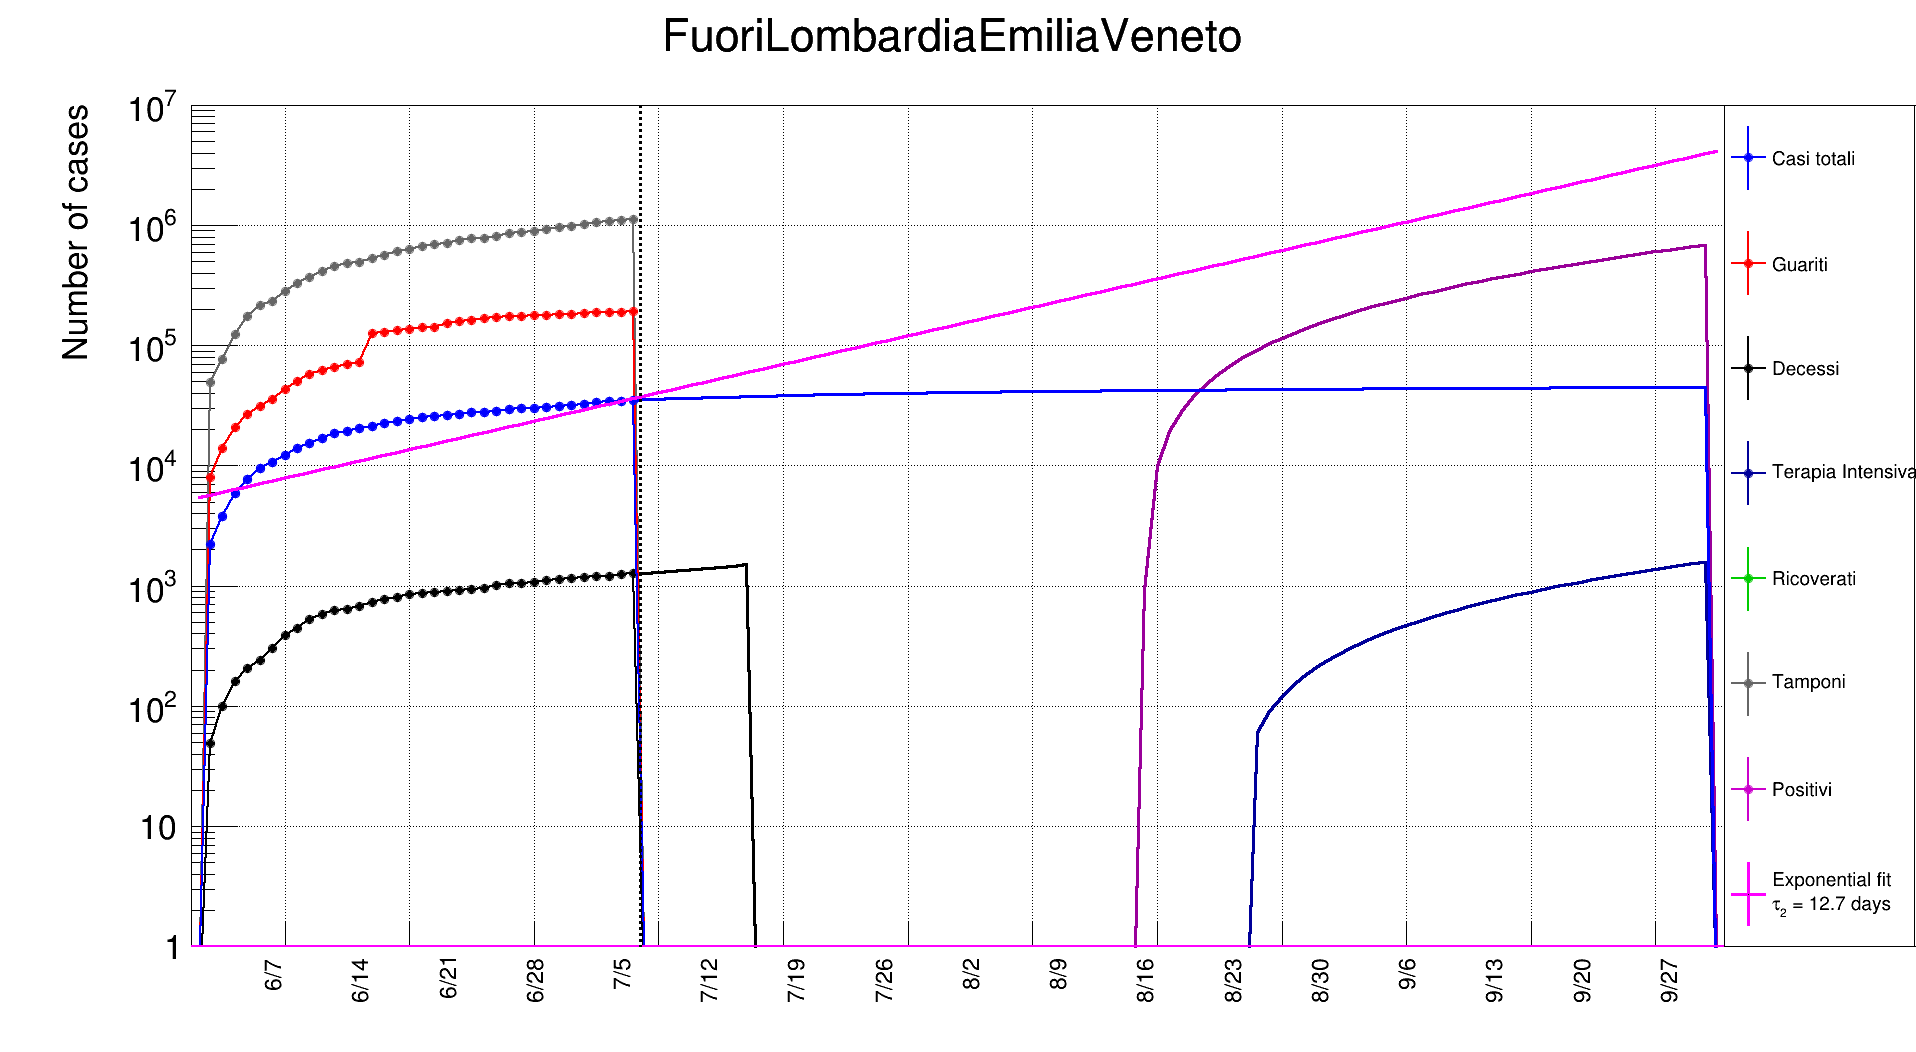 FuoriLombardiaEmiliaVeneto
Number of cases
10^7
10^6
10^5
10^4
10^3
10^2
10
1
6/7 6/14 6/21 6/28 7/5 7/12 7/19 7/26 8/2 8/9 8/16 8/23 8/30 9/6 9/13 9/20 9/27
Casi totali
Guariti
Decessi
Terapia Intensiva
Ricoverati
Tamponi
Positivi
Exponential fit
τ_2 = 12.7 days